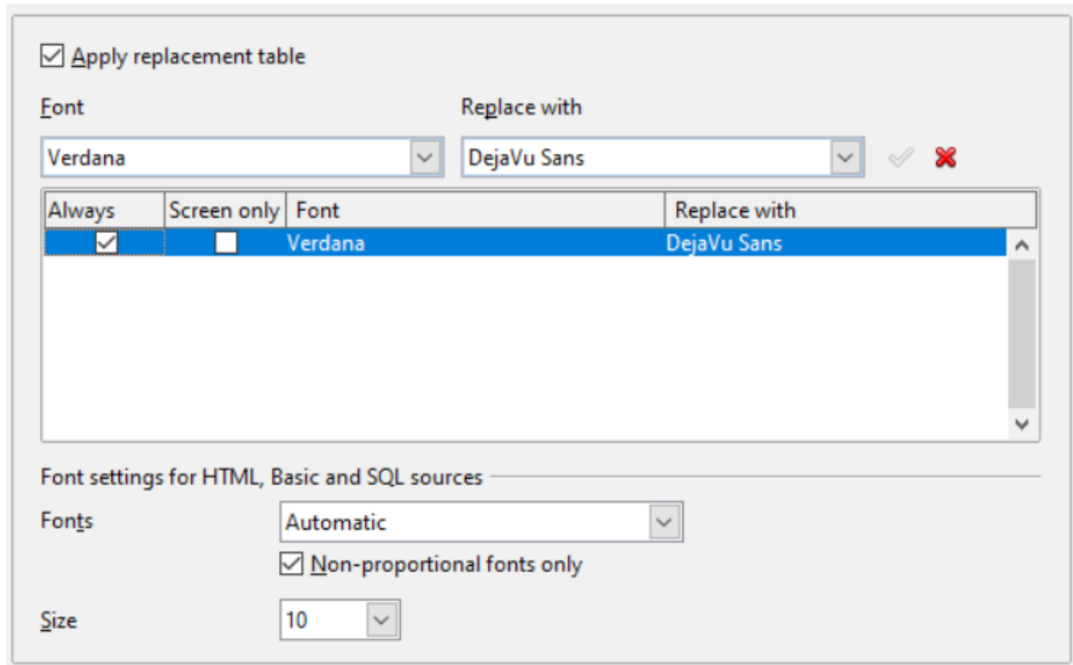 Apply replacement table
Font Replace with
Verdana DejaVu Sans
Always Screen only Font Replace with
Verdana DejaVu Sans
Font settings for HTML, Basic and SQL sources
Fonts Automatic
Non-proportional fonts only
Size 10